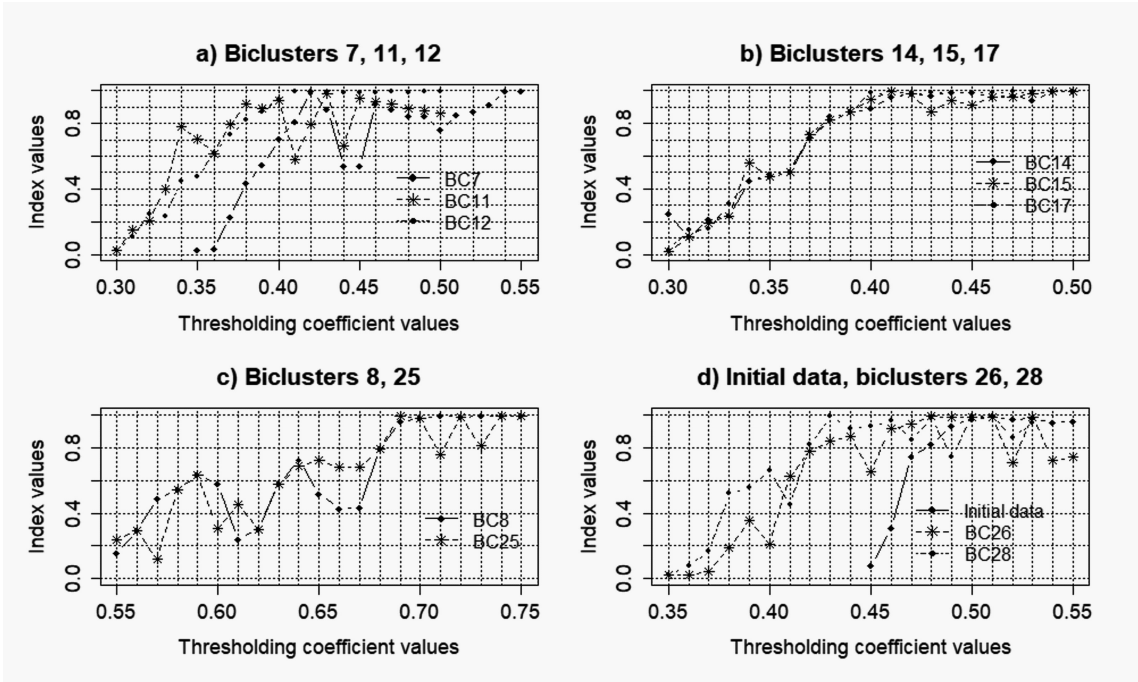 a) Biclusters 7, 11, 12
Index values
0.0 0.4 0.8
BC7
BC11
BC12
0.30 0.35 0.40 0.45 0.50 0.55
Thresholding coefficient values
b) Biclusters 14, 15, 17
Index values
0.0 0.4 0.8
BC14
BC15
BC17
0.30 0.35 0.40 0.45 0.50
Thresholding coefficient values
c) Biclusters 8, 25
Index values
0.0 0.4 0.8
BC8
BC25
0.55 0.60 0.65 0.70 0.75
Thresholding coefficient values
d) Initial data, biclusters 26, 28
Index values
0.0 0.4 0.8
Initial data
BC26
BC28
0.35 0.40 0.45 0.50 0.55
Thresholding coefficient values